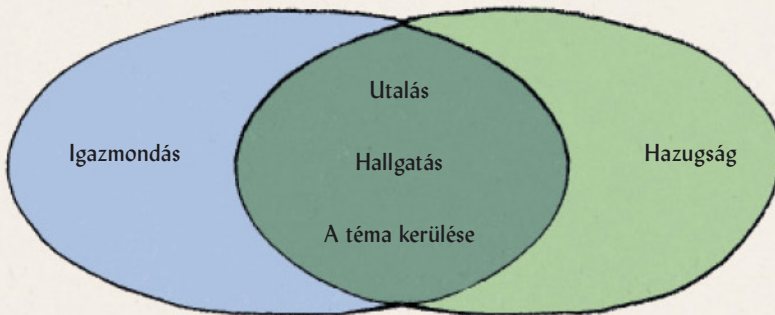 Utalás
Igazmondás
Hallgatás
Hazugság
A téma kerülése